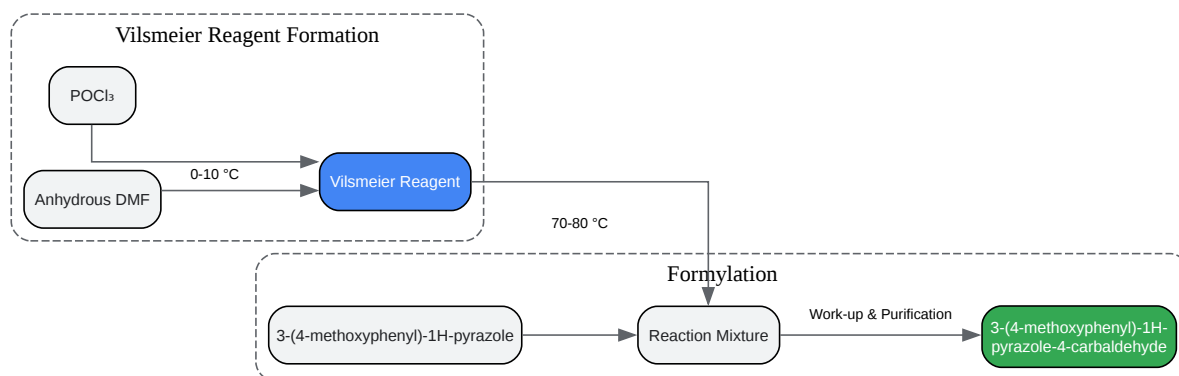 Vilsmeier Reagent Formation
POCl₃
0-10 °C
Anhydrous DMF
Vilsmeier Reagent
70-80 °C
Formylation
3-(4-methoxyphenyl)-1H-pyrazole
Reaction Mixture
Work-up & Purification
3-(4-methoxyphenyl)-1H-
pyrazole-4-carbaldehyde